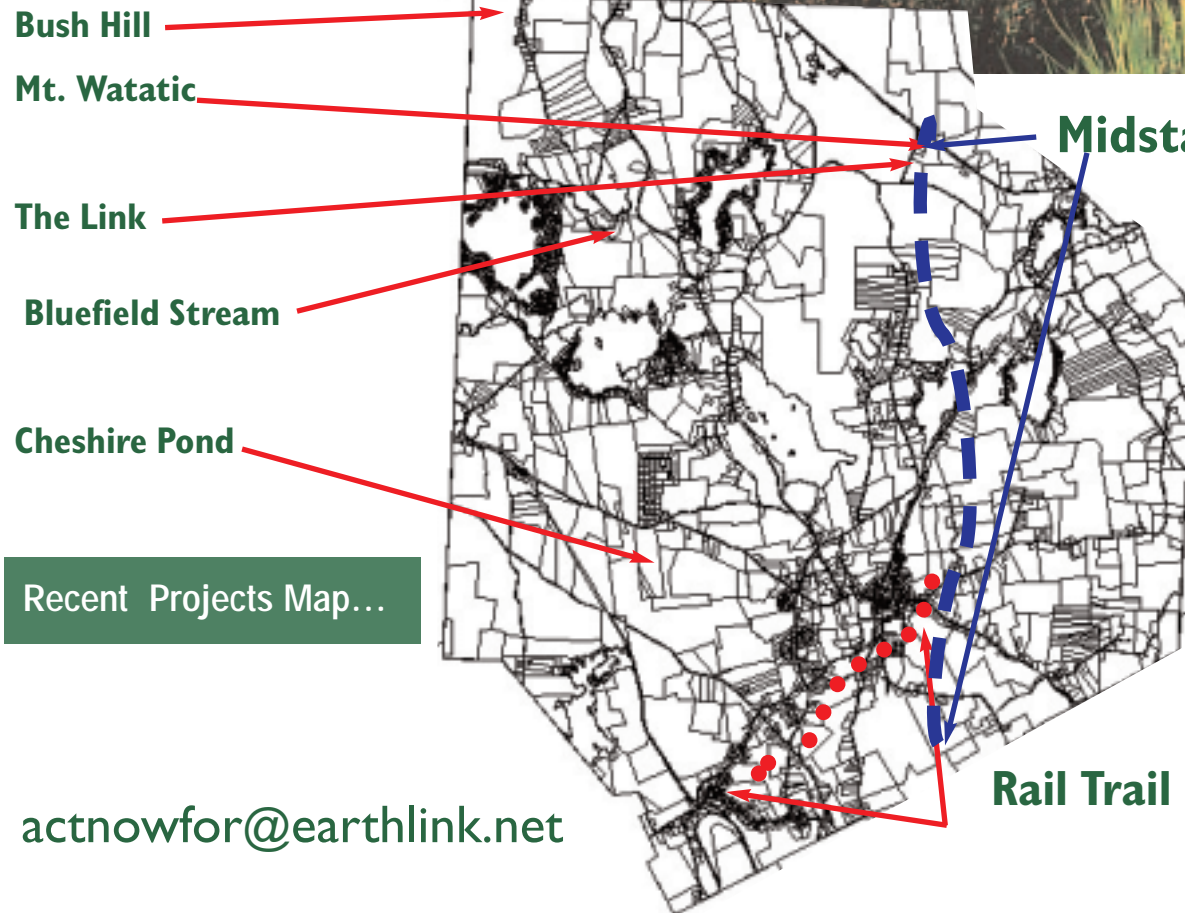 Bush Hill
Mt. Watatic
Midsta
The Link
Bluefield Stream
Cheshire Pond
Recent Projects Map...
Rail Trail
actnowfor@earthlink.net